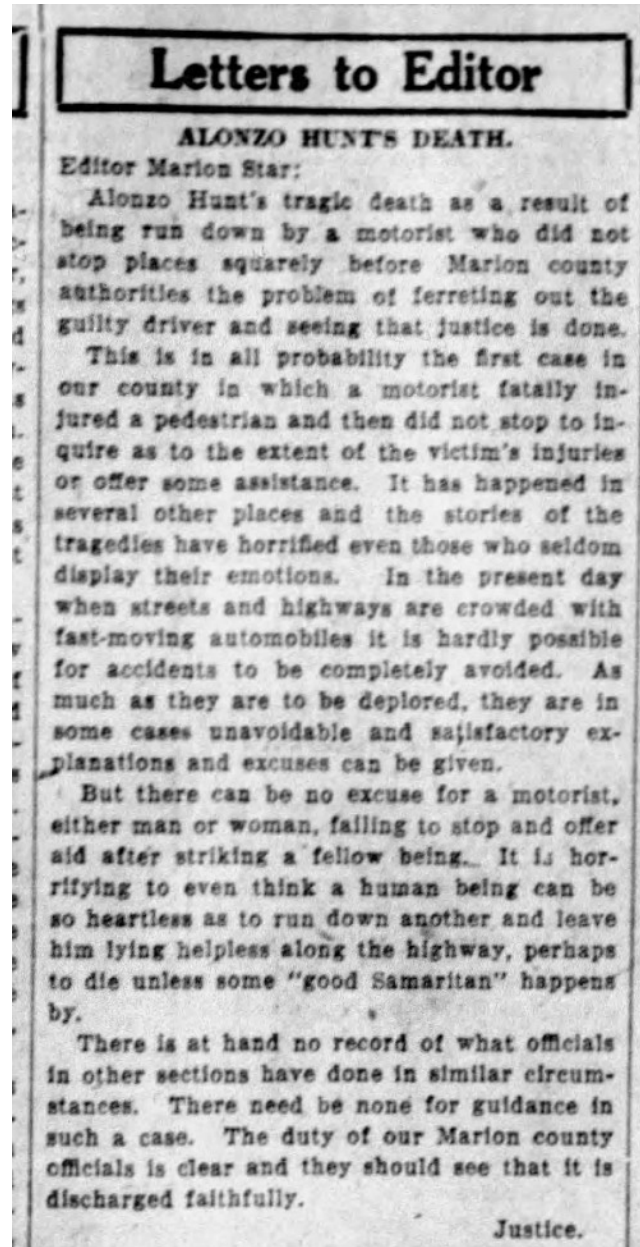 Letters to Editor
ALONZO HUNT'S DEATH.
Editor Marion Star:
Alonzo Hunt's tragic death as a result of
being run down by a motorist who did not
stop places squarely before Marion county
authorities the problem of ferreting out the
guilty driver and seeing that justice is done.
This is in all probability the first case in
our county in which a motorist fatally in-
jured a pedestrian and then did not stop to in-
quire as to the extent of the victim's injuries
or offer some assistance. It has happened in
several other places and the stories of the
tragedies have horrified even those who seldom
display their emotions. In the present day
when streets and highways are crowded with
fast-moving automobiles it is hardly possible
for accidents to be completely avoided. As
much as they are to be deplored, they are in
some cases unavoidable and satisfactory ex-
planations and excuses can be given.
But there can be no excuse for a motorist,
either man or woman, failing to stop and offer
aid after striking a fellow being. It is hor-
rifying to even think a human being can be
so heartless as to run down another and leave
him lying helpless along the highway, perhaps
to die unless some "good Samaritan" happens
by.
There is at hand no record of what officials
in other sections have done in similar circum-
stances. There need be none for guidance in
such a case. The duty of our Marion county
officials is clear and they should see that it is
discharged faithfully.
Justice.